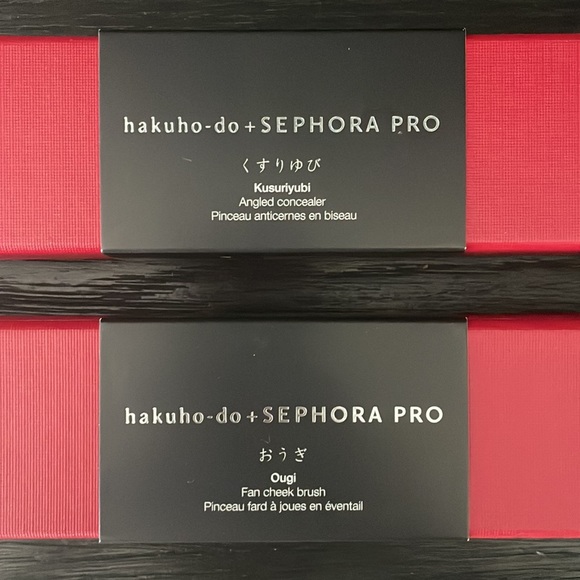 hakuho-do+SEPHORA PRO
くすりゆび
Kusuriyubi
Angled concealer
Pinceau anticernes en biseau
hakuho-do+SEPHORA PRO
おうぎ
Ougi
Fan cheek brush
Pinceau fard à joues en éventail